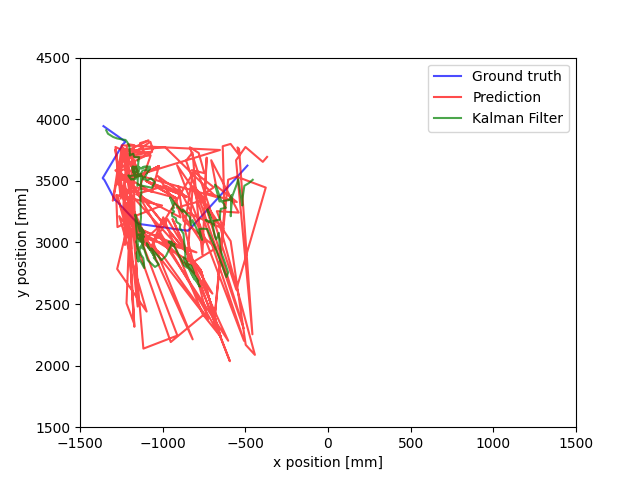 4500
4000
3500
3000
2500
2000
1500
y position [mm]
−1500
−1000
−500
0
500
1000
1500
x position [mm]
Ground truth
Prediction
Kalman Filter